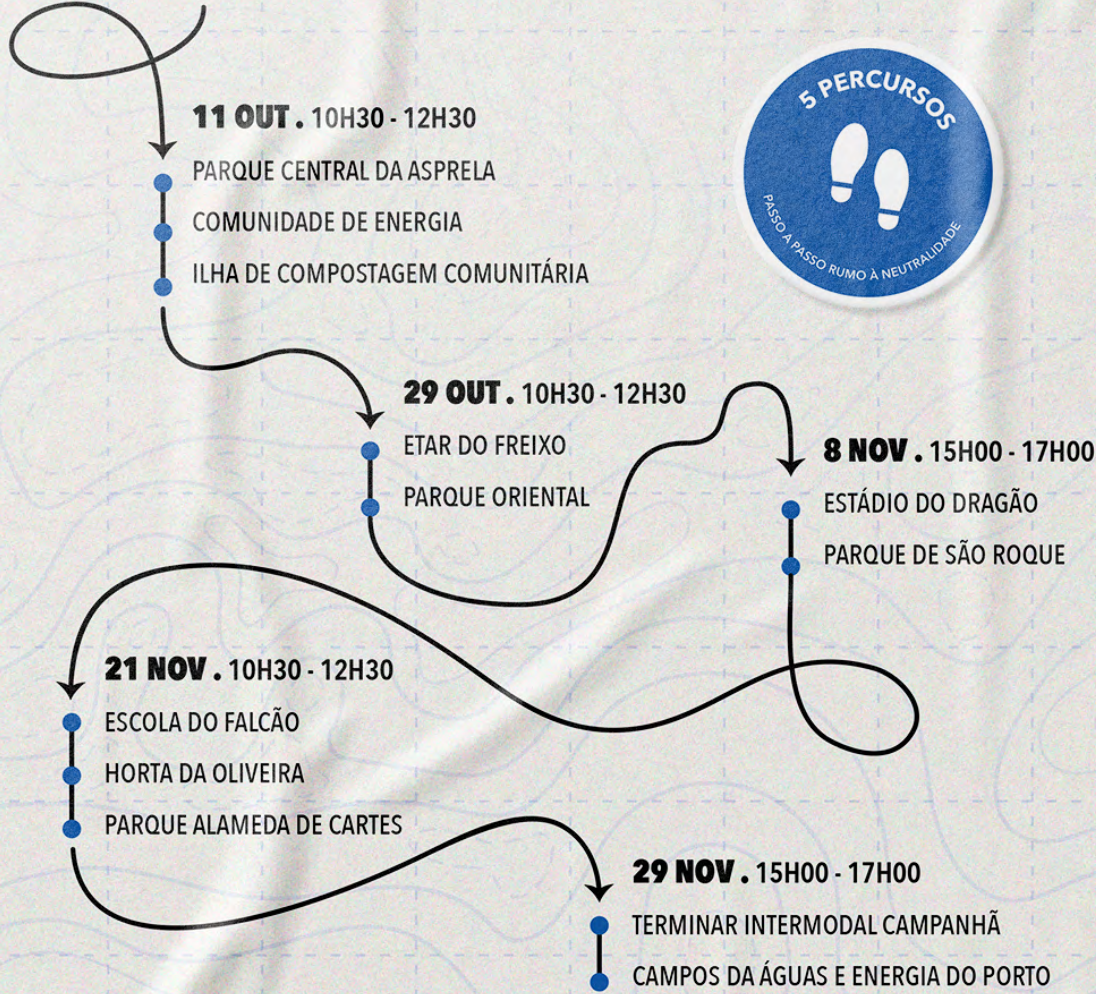 5 PERCURSOS
PASSO A PASSO RUMO À NEUTRALIDADE
11 OUT . 10H30 - 12H30
PARQUE CENTRAL DA ASPRELA
COMUNIDADE DE ENERGIA
ILHA DE COMPOSTAGEM COMUNITÁRIA
29 OUT . 10H30 - 12H30
ETAR DO FREIXO
PARQUE ORIENTAL
8 NOV . 15H00 - 17H00
ESTÁDIO DO DRAGÃO
PARQUE DE SÃO ROQUE
21 NOV . 10H30 - 12H30
ESCOLA DO FALCÃO
HORTA DA OLIVEIRA
PARQUE ALAMEDA DE CARTES
29 NOV . 15H00 - 17H00
TERMINAR INTERMODAL CAMPANHÃ
CAMPOS DA ÁGUAS E ENERGIA DO PORTO